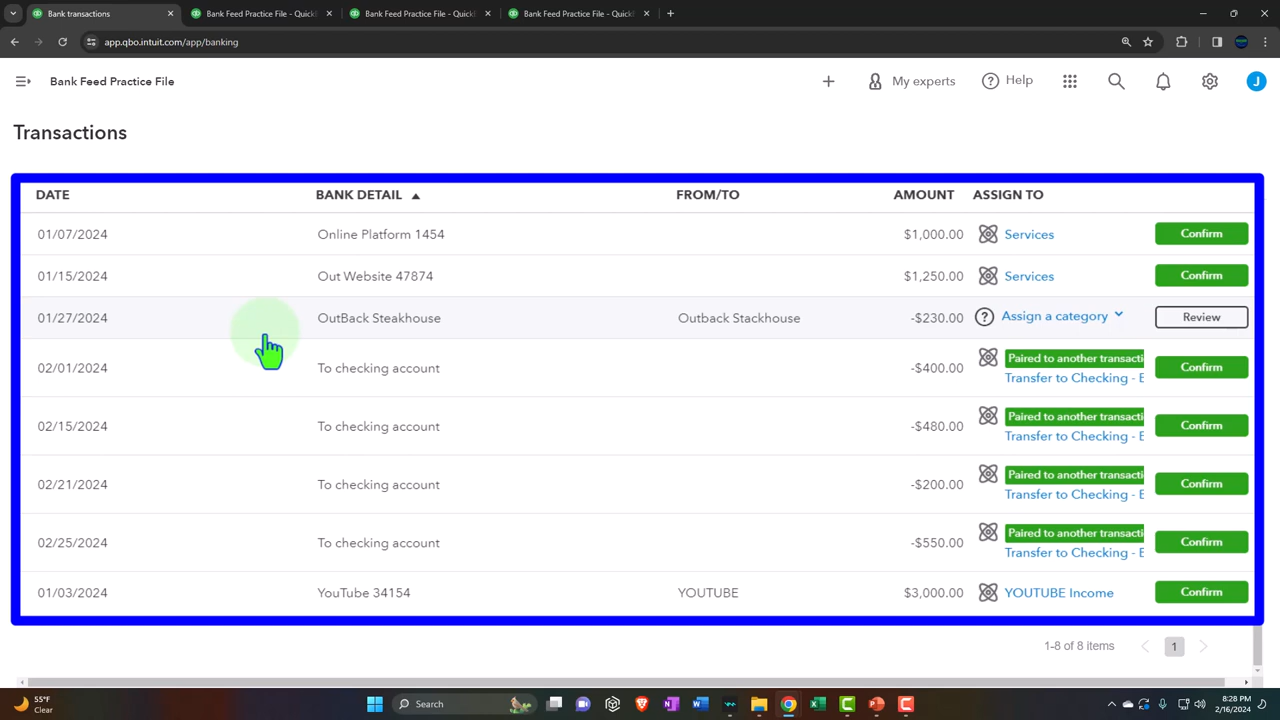 Bank transactions
Bank Feed Practice File - Quick
Bank Feed Practice File - Quick
Bank Feed Practice File - Quick
app.qbo.intuit.com/app/banking
Bank Feed Practice File
My experts
Help
J
Transactions
DATE BANK DETAIL FROM/TO AMOUNT ASSIGN TO
01/07/2024 Online Platform 1454 $1,000.00 Services Confirm
01/15/2024 Out Website 47874 $1,250.00 Services Confirm
01/27/2024 OutBack Steakhouse Outback Stackhouse -$230.00 Assign a category Review
02/01/2024 To checking account -$400.00 Paired to another transacti Confirm
Transfer to Checking - E
02/15/2024 To checking account -$480.00 Paired to another transacti Confirm
Transfer to Checking - E
02/21/2024 To checking account -$200.00 Paired to another transacti Confirm
Transfer to Checking - E
02/25/2024 To checking account -$550.00 Paired to another transacti Confirm
Transfer to Checking - E
01/03/2024 YouTube 34154 YOUTUBE $3,000.00 YOUTUBE Income Confirm
1-8 of 8 items 1
55°F
Clear
Search
8:28 PM
2/16/2024